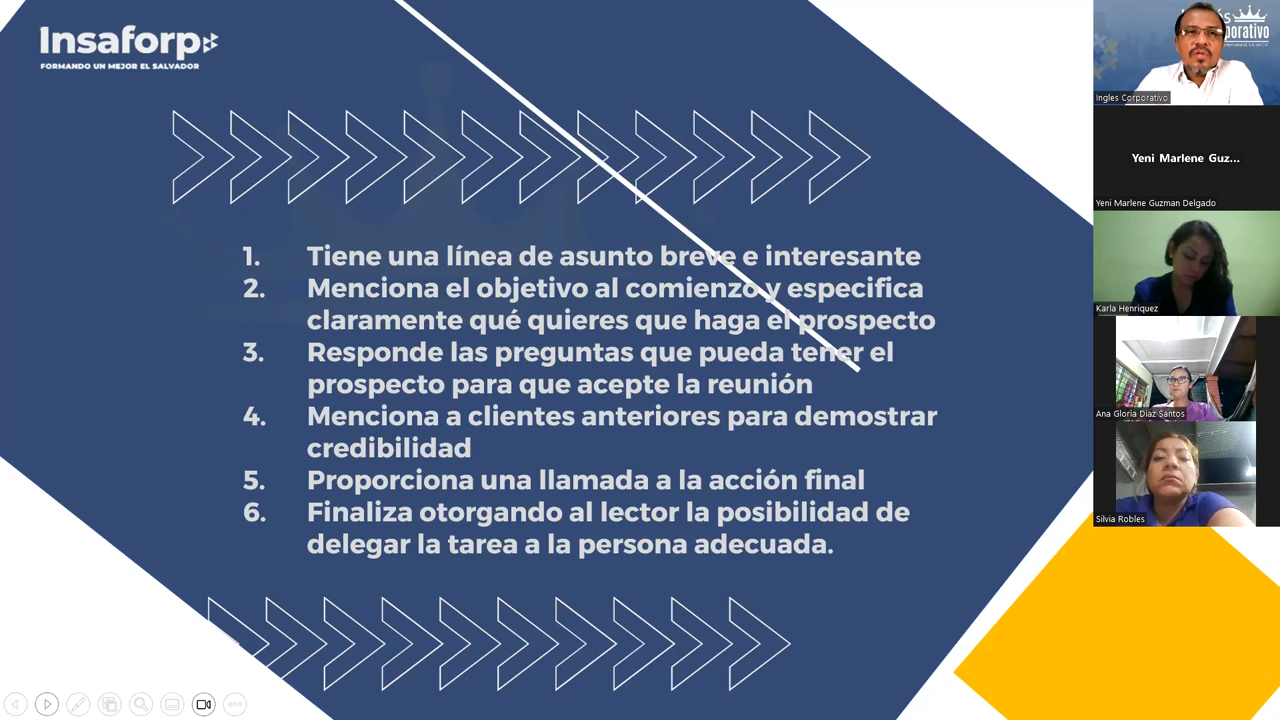 Insaforp
FORMANDO UN MEJOR EL SALVADOR
1. Tiene una línea de asunto breve e interesante
2. Menciona el objetivo al comienzo y especifica
claramente qué quieres que haga el prospecto
3. Responde las preguntas que pueda tener el
prospecto para que acepte la reunión
4. Menciona a clientes anteriores para demostrar
credibilidad
5. Proporciona una llamada a la acción final
6. Finaliza otorgando al lector la posibilidad de
delegar la tarea a la persona adecuada.
Ingles Corporativo
Yeni Marlene Guz...
Yeni Marlene Guzman Delgado
Karla Henriquez
Ana Gloria Diaz Santos
Silvia Robles